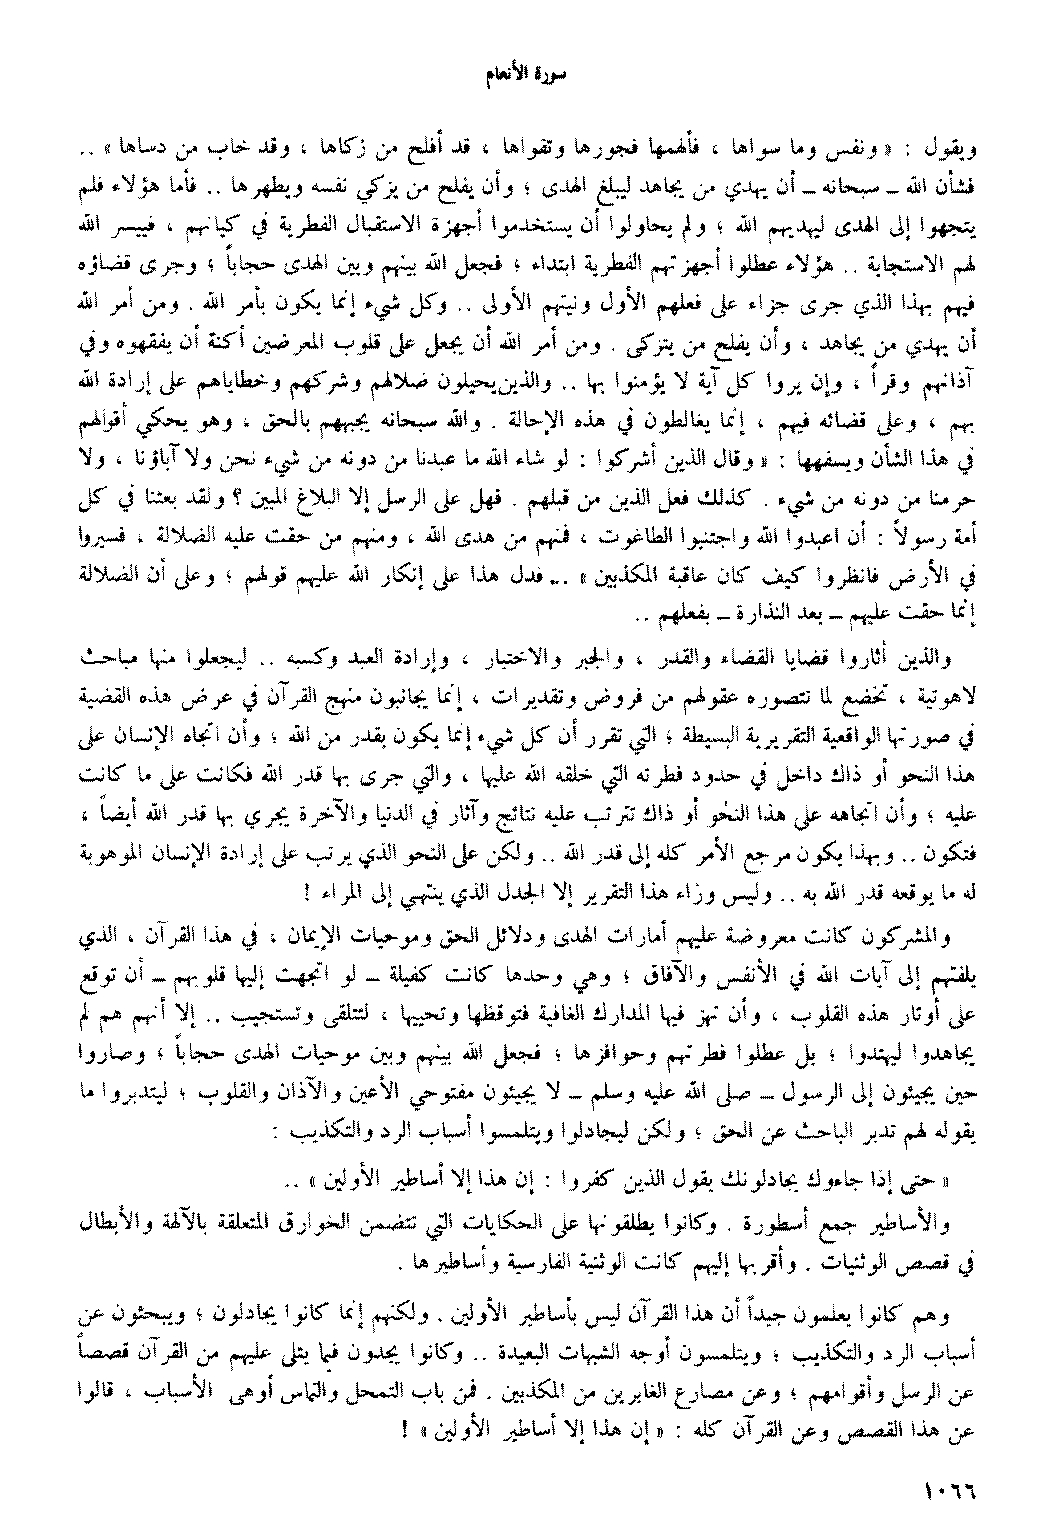 سورة الأنعام
ويقول : « ونفس وما سواها ، فألهمها فجورها وتقواها ، قد أفلح من زكاها ، وقد خاب من دساها » ..
فشأن الله ــ سبحانه ــ أن يهدي من يجاهد ليبلغ الهدى ؛ وأن يفلح من يزكي نفسه ويطهرها .. فأما هؤلاء فلم
يتجهوا إلى الهدى ليهديهم الله ؛ ولم يحاولوا أن يستخدموا أجهزة الاستقبال الفطرية في كيانهم ، فييسر الله
لهم الاستجابة .. هؤلاء عطلوا أجهزتهم الفطرية ابتداء ؛ فجعل الله بينهم وبين الهدى حجاباً ؛ وجرى قضاؤه
فيهم بهذا الذي جرى جزاء على فعلهم الأول ونيتهم الأولى .. وكل شيء إنما يكون بأمر الله . ومن أمر الله
أن يهدي من يجاهد ، وأن يفلح من يتزكى . ومن أمر الله أن يجعل على قلوب المعرضين أكنة أن يفقهوه وفي
آذانهم وقراً ، وإن يروا كل آية لا يؤمنوا بها .. والذين يحيلون ضلالهم وشركهم وخطاياهم على إرادة الله
بهم ، وعلى قضائه فيهم ، إنما يغالطون في هذه الإحالة . والله سبحانه يجبههم بالحق ، وهو يحكي أقوالهم
في هذا الشأن ويسفهها : « وقال الذين أشركوا : لو شاء الله ما عبدنا من دونه من شيء نحن ولا آباؤنا ، ولا
حرمنا من دونه من شيء . كذلك فعل الذين من قبلهم . فهل على الرسل إلا البلاغ المبين ؟ ولقد بعثنا في كل
أمة رسولاً : أن اعبدوا الله واجتنبوا الطاغوت ، فمنهم من هدى الله ، ومنهم من حقت عليه الضلالة ، فسيروا
في الأرض فانظروا كيف كان عاقبة المكذبين » .. فدل هذا على إنكار الله عليهم قولهم ؛ وعلى أن الضلالة
إنما حقت عليهم ــ بعد النذارة ــ بفعلهم ..
والذين أثاروا قضايا القضاء والقدر ، والجبر والاختيار ، وإرادة العبد وكسبه .. ليجعلوا منها مباحث
لاهوتية ، تخضع لما تتصوره عقولهم من فروض وتقديرات ، إنما يجانبون منهج القرآن في عرض هذه القضية
في صورتها الواقعية التقريرية البسيطة ؛ التي تقرر أن كل شيء إنما يكون بقدر من الله ؛ وأن اتجاه الإنسان على
هذا النحو أو ذاك داخل في حدود فطرته التي خلقه الله عليها ، والتي جرى بها قدر الله فكانت على ما كانت
عليه ؛ وأن اتجاهه على هذا النحو أو ذاك تترتب عليه نتائج وآثار في الدنيا والآخرة يجري بها قدر الله أيضاً ،
فتكون .. وبهذا يكون مرجع الأمر كله إلى قدر الله .. ولكن على النحو الذي يرتب على إرادة الإنسان الموهوبة
له ما يوقعه قدر الله به .. وليس وراء هذا التقرير إلا الجدل الذي ينتهي إلى المراء !
والمشركون كانت معروضة عليهم أمارات الهدى ودلائل الحق وموحيات الإيمان ، في هذا القرآن ، الذي
يلفتهم إلى آيات الله في الأنفس والآفاق ؛ وهي وحدها كانت كفيلة ــ لو اتجهت إليها قلوبهم ــ أن توقع
على أوتار هذه القلوب ، وأن تهز فيها المدارك الغافية فتوقظها وتحييها ، لتتلقى وتستجيب .. إلا أنهم هم لم
يجاهدوا ليهتدوا ؛ بل عطلوا فطرتهم وحوافزها ؛ فجعل الله بينهم وبين موحيات الهدى حجاباً ؛ وصاروا
حين يجيئون إلى الرسول ــ صلى الله عليه وسلم ــ لا يجيئون مفتوحي الأعين والآذان والقلوب ؛ ليتدبروا ما
يقوله لهم تدبر الباحث عن الحق ؛ ولكن ليجادلوا ويتلمسوا أسباب الرد والتكذيب :
« حتى إذا جاءوك يجادلونك يقول الذين كفروا : إن هذا إلا أساطير الأولين » ..
والأساطير جمع أسطورة . وكانوا يطلقونها على الحكايات التي تتضمن الخوارق المتعلقة بالآلهة والأبطال
في قصص الوثنيات . وأقربها إليهم كانت الوثنية الفارسية وأساطيرها .
وهم كانوا يعلمون جيداً أن هذا القرآن ليس بأساطير الأولين . ولكنهم إنما كانوا يجادلون ؛ ويبحثون عن
أسباب الرد والتكذيب ؛ ويتلمسون أوجه الشبهات البعيدة .. وكانوا يجدون فيما يتلى عليهم من القرآن قصصاً
عن الرسل وأقوامهم ؛ وعن مصارع الغابرين من المكذبين . فمن باب التمحل والتماس أوهى الأسباب ، قالوا
عن هذا القصص وعن القرآن كله : « إن هذا إلا أساطير الأولين » !
١٠٦٦